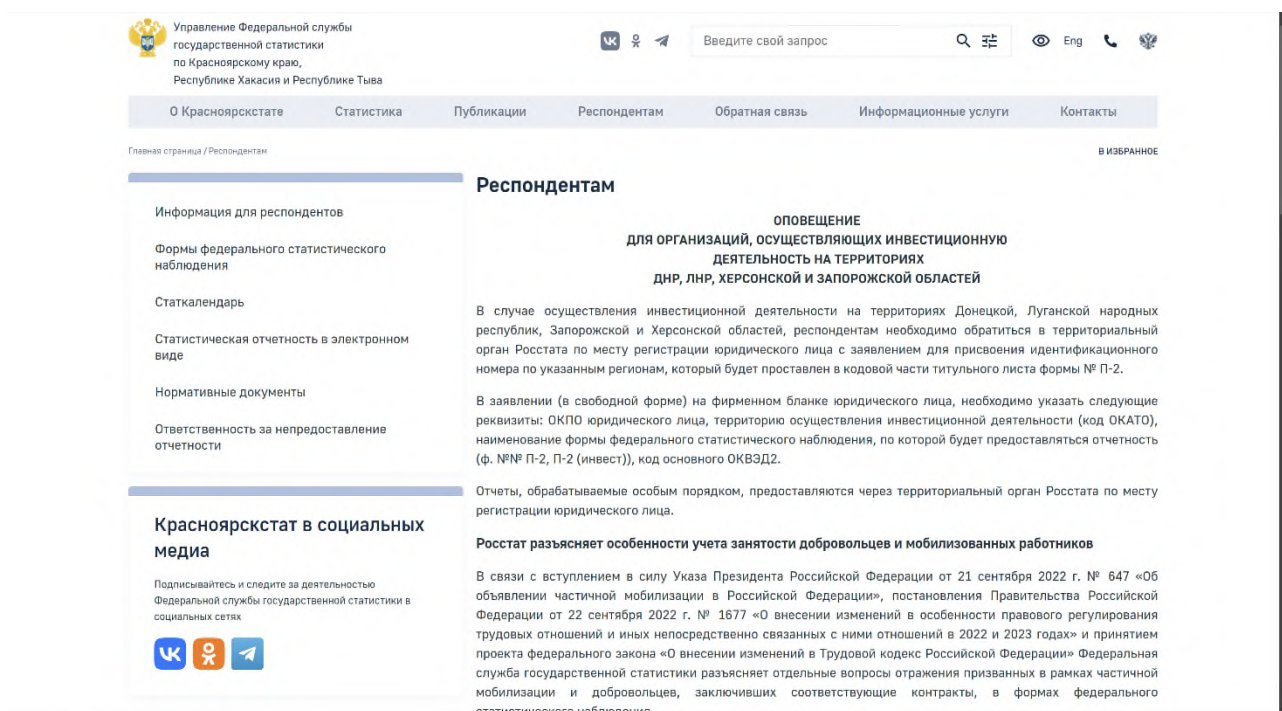 Управление Федеральной службы
государственной статистики
по Красноярскому краю,
Республике Хакасия и Республике Тыва
Введите свой запрос
Eng
О Красноярскстате Статистика Публикации Респондентам Обратная связь Информационные услуги Контакты
Главная страница / Респондентам
В ИЗБРАННОЕ
Информация для респондентов
Формы федерального статистического
наблюдения
Статкалендарь
Статистическая отчетность в электронном
виде
Нормативные документы
Ответственность за непредоставление
отчетности
Красноярскстат в социальных
медиа
Подписывайтесь и следите за деятельностью
Федеральной службы государственной статистики в
социальных сетях
Респондентам
ОПОВЕЩЕНИЕ
ДЛЯ ОРГАНИЗАЦИЙ, ОСУЩЕСТВЛЯЮЩИХ ИНВЕСТИЦИОННУЮ
ДЕЯТЕЛЬНОСТЬ НА ТЕРРИТОРИЯХ
ДНР, ЛНР, ХЕРСОНСКОЙ И ЗАПОРОЖСКОЙ ОБЛАСТЕЙ
В случае осуществления инвестиционной деятельности на территориях Донецкой, Луганской народных
республик, Запорожской и Херсонской областей, респондентам необходимо обратиться в территориальный
орган Росстата по месту регистрации юридического лица с заявлением для присвоения идентификационного
номера по указанным регионам, который будет проставлен в кодовой части титульного листа формы № П-2.
В заявлении (в свободной форме) на фирменном бланке юридического лица, необходимо указать следующие
реквизиты: ОКПО юридического лица, территорию осуществления инвестиционной деятельности (код ОКАТО),
наименование формы федерального статистического наблюдения, по которой будет предоставляться отчетность
(ф. №№ П-2, П-2 (инвест)), код основного ОКВЭД2.
Отчеты, обрабатываемые особым порядком, предоставляются через территориальный орган Росстата по месту
регистрации юридического лица.
Росстат разъясняет особенности учета занятости добровольцев и мобилизованных работников
В связи с вступлением в силу Указа Президента Российской Федерации от 21 сентября 2022 г. № 647 «Об
объявлении частичной мобилизации в Российской Федерации», постановления Правительства Российской
Федерации от 22 сентября 2022 г. № 1677 «О внесении изменений в особенности правового регулирования
трудовых отношений и иных непосредственно связанных с ними отношений в 2022 и 2023 годах» и принятием
проекта федерального закона «О внесении изменений в Трудовой кодекс Российской Федерации» Федеральная
служба государственной статистики разъясняет отдельные вопросы отражения призванных в рамках частичной
мобилизации и добровольцев, заключивших соответствующие контракты, в формах федерального
статистического наблюдения.